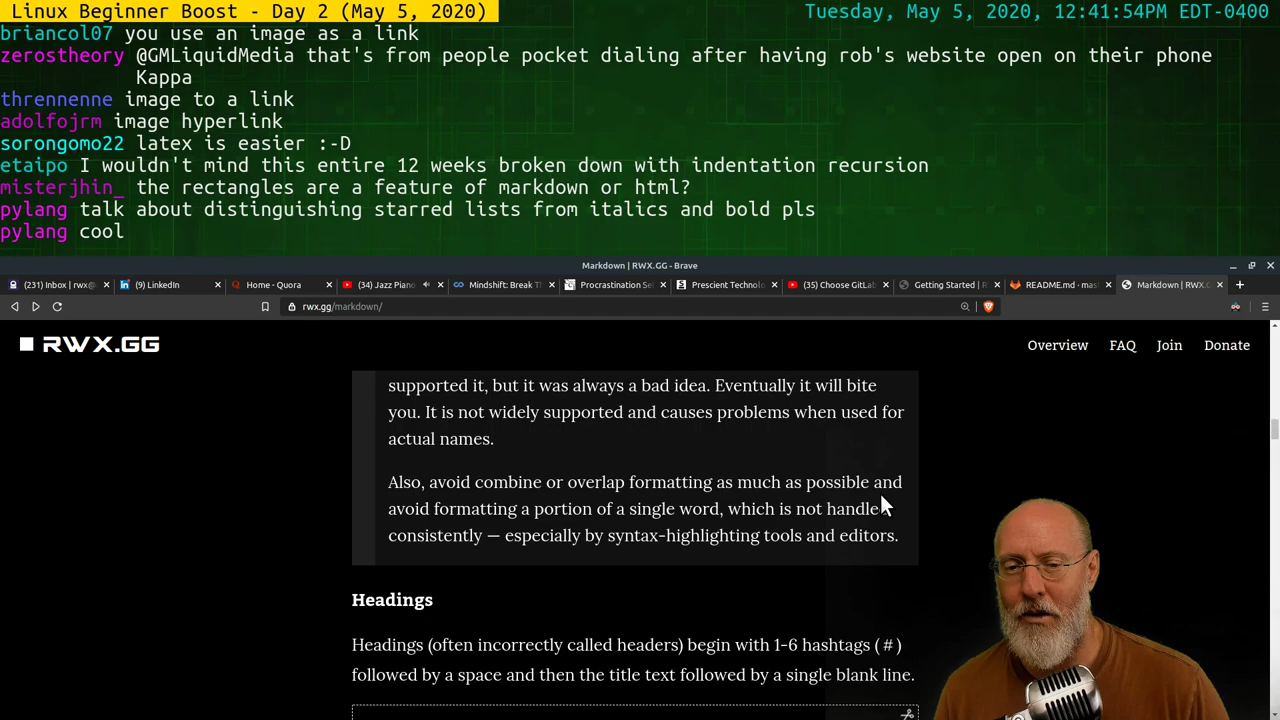 Linux Beginner Boost - Day 2 (May 5, 2020)
Tuesday, May 5, 2020, 12:41:54PM EDT-0400
briancol07 you use an image as a link
zerostheory @GMLiquidMedia that's from people pocket dialing after having rob's website open on their phone
Kappa
thrennenne image to a link
adolfojrm image hyperlink
sorongomo22 latex is easier :-D
etaipo I wouldn't mind this entire 12 weeks broken down with indentation recursion
misterjhin_ the rectangles are a feature of markdown or html?
pylang talk about distinguishing starred lists from italics and bold pls
pylang cool
Markdown | RWX.GG - Brave
(231) Inbox | rwx@
(9) LinkedIn
Home - Quora
(34) Jazz Piano
Mindshift: Break T
Procrastination Se
Prescient Technolo
(35) Choose GitLab
Getting Started | R
README.md · mas
Markdown | RWX.G
rwx.gg/markdown/
RWX.GG
Overview FAQ Join Donate
supported it, but it was always a bad idea. Eventually it will bite
you. It is not widely supported and causes problems when used for
actual names.
Also, avoid combine or overlap formatting as much as possible and
avoid formatting a portion of a single word, which is not handle
consistently — especially by syntax-highlighting tools and editors.
Headings
Headings (often incorrectly called headers) begin with 1-6 hashtags (#)
followed by a space and then the title text followed by a single blank line.